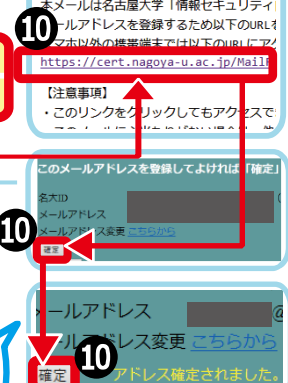 本メールは名古屋大学「情報セキュリティ
10
ールアドレスを登録するため以下のURLを
マホ以外の携帯端末では以下のURLにアク
https://cert.nagoya-u.ac.jp/Mail
【注意事項】
・このリンクをクリックしてもアクセスで
このメールアドレスを登録してよければ「確定」
名大ID
メールアドレス
メールアドレス変更 こちらから
10
確定
ールアドレス
@
ールアドレス変更 こちらから
10
確定
アドレス確定されました。